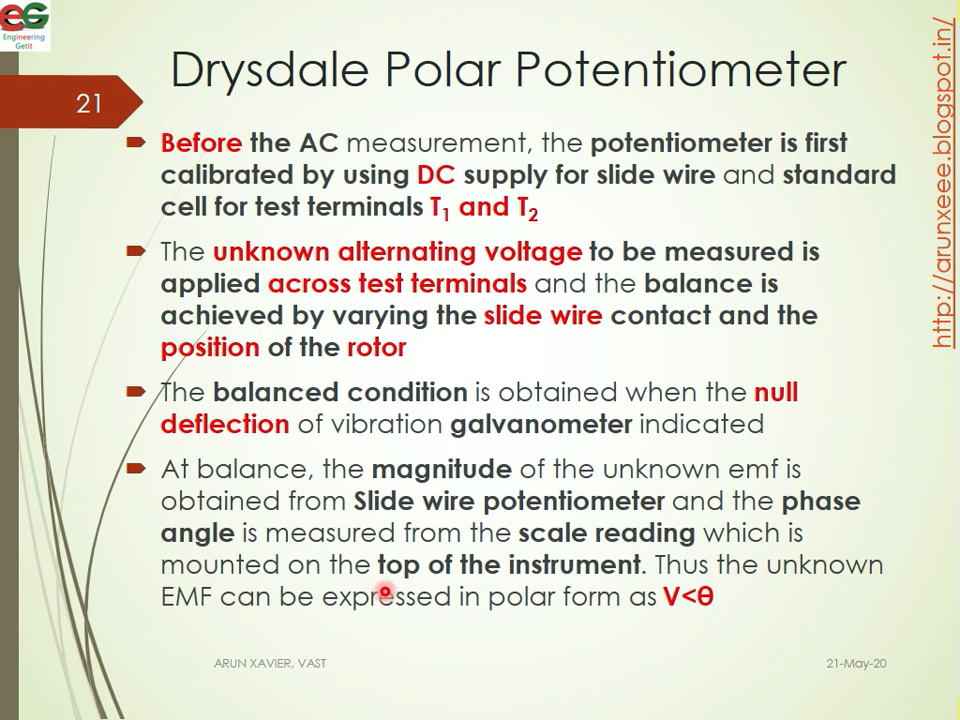 EG
Engineering
Getit
Drysdale Polar Potentiometer
21
Before the AC measurement, the potentiometer is first
calibrated by using DC supply for slide wire and standard
cell for test terminals T₁ and T₂
The unknown alternating voltage to be measured is
applied across test terminals and the balance is
achieved by varying the slide wire contact and the
position of the rotor
The balanced condition is obtained when the null
deflection of vibration galvanometer indicated
At balance, the magnitude of the unknown emf is
obtained from Slide wire potentiometer and the phase
angle is measured from the scale reading which is
mounted on the top of the instrument. Thus the unknown
EMF can be expressed in polar form as V<θ
ARUN XAVIER, VAST
21-May-20
http://arunxeee.blogspot.in/